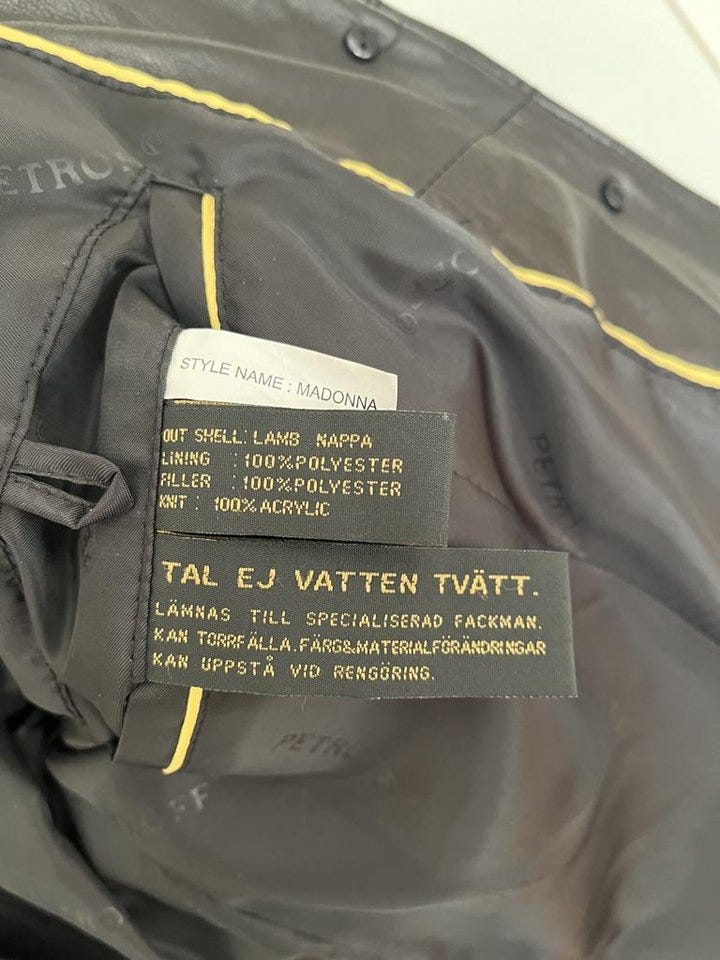 STYLE NAME : MADONNA
OUT SHELL: LAMB NAPPA
LINING : 100%POLYESTER
FILLER : 100%POLYESTER
KNIT : 100% ACRYLIC
TAL EJ VATTEN TVÄTT.
LÄMNAS TILL SPECIALISERAD FACKMAN.
KAN TORRFÄLLA.FÄRG&MATERIALFÖRÄNDRINGAR
KAN UPPSTÅ VID RENGÖRING.